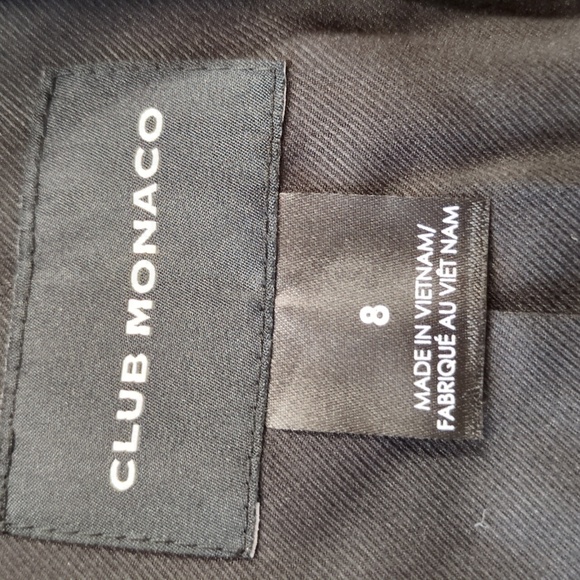 CLUB MONACO
8
MADE IN VIETNAM/
FABRIQUÉ AU VIÊT NAM